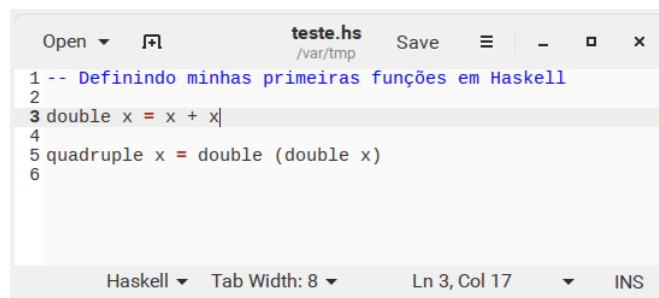 Open teste.hs Save
/var/tmp
1 -- Definindo minhas primeiras funções em Haskell
2
3 double x = x + x
4
5 quadruple x = double (double x)
6
Haskell Tab Width: 8 Ln 3, Col 17 INS